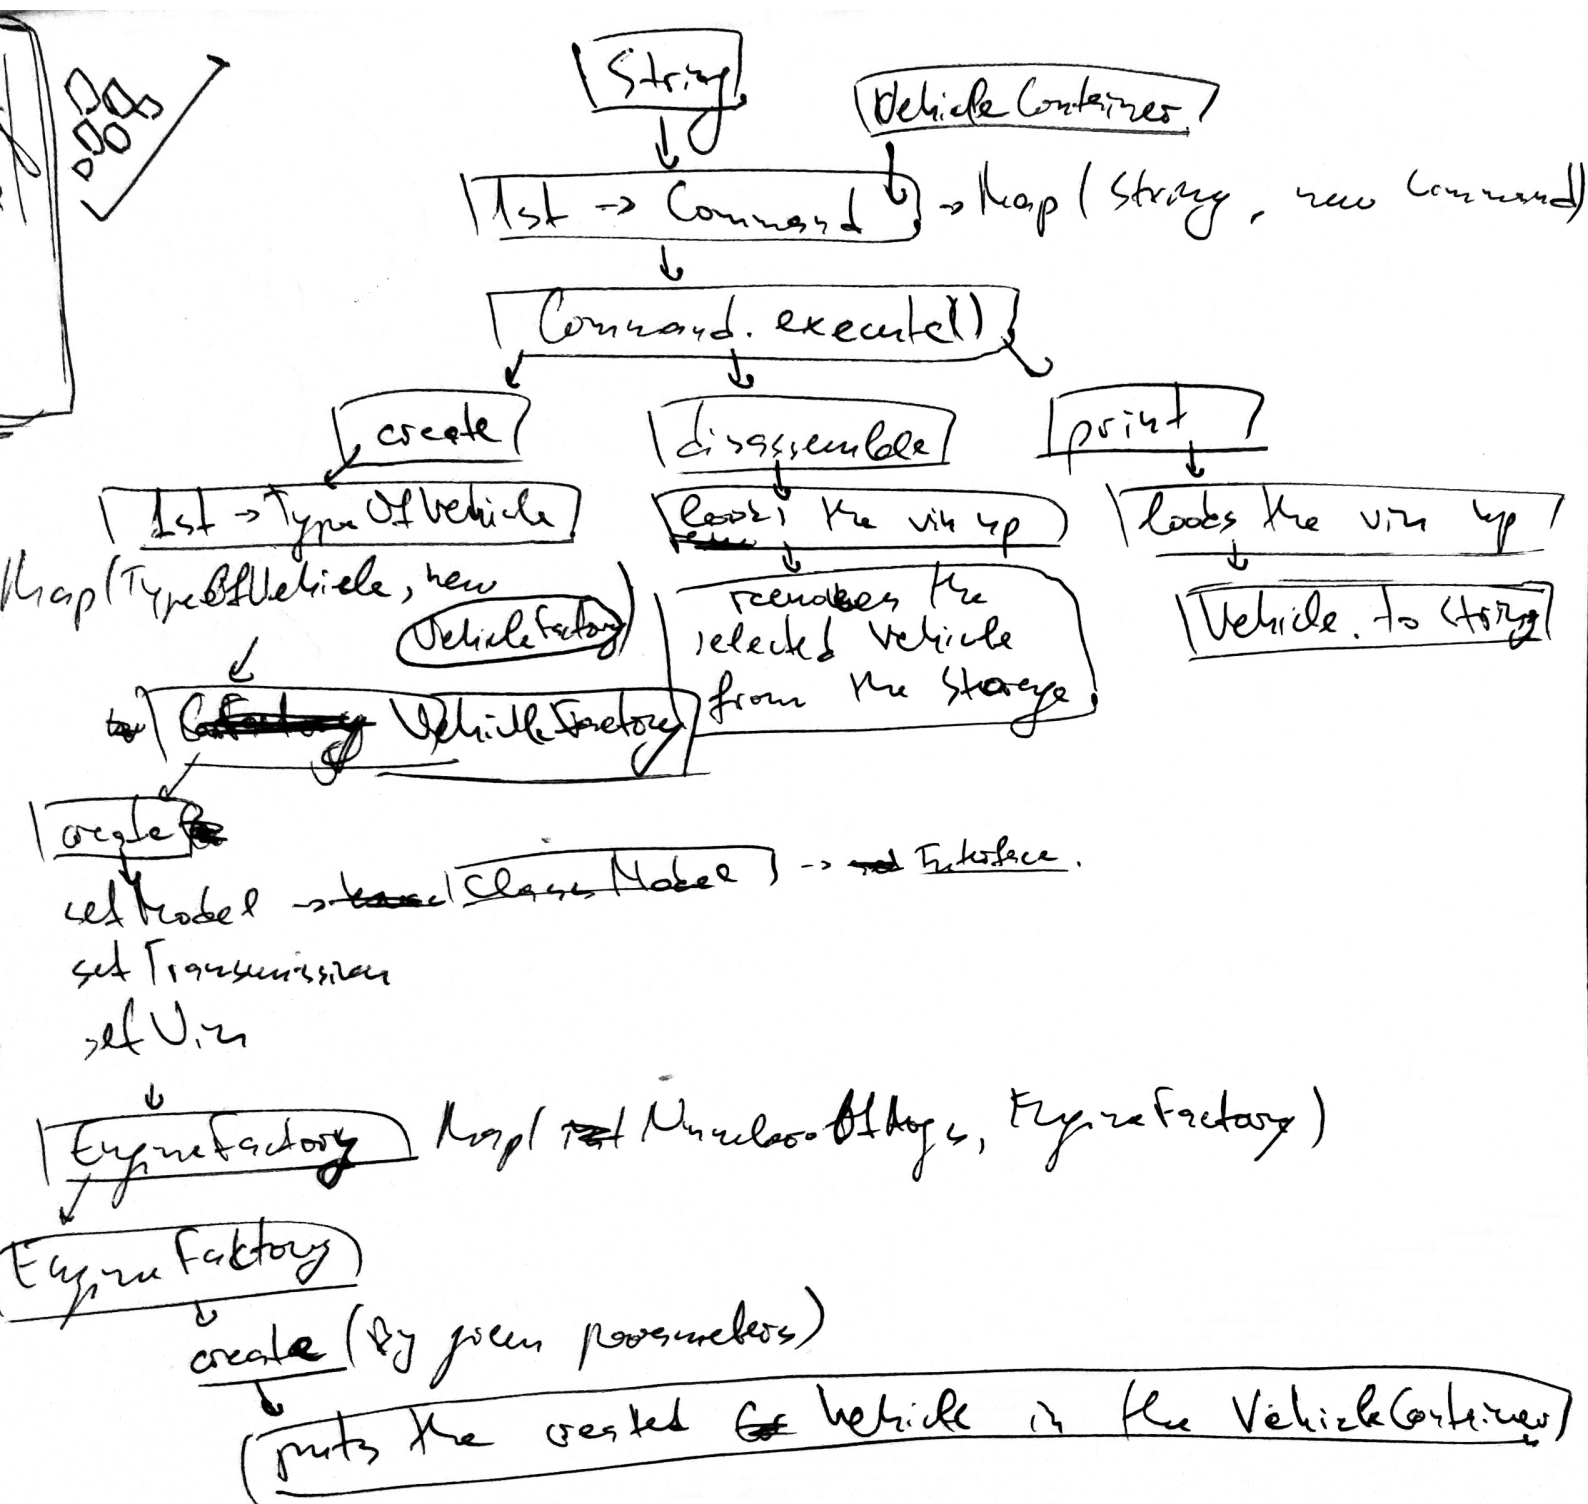 String
VehicleContainer
1st -> Command -> Map (String, new Command)
Command.execute()
create
disassemble
print
1st -> TypeOfVehicle
looks the vin up
looks the vin up
Map(TypeOfVehicle, new
VehicleFactory)
removes the
selected Vehicle
from the Storage
Vehicle.toString
VehicleFactory
create
setModel -> Class Model -> Interface.
setTransmission
setVin
EngineFactory Map( , EngineFactory)
EngineFaktory
create (By given parameters)
puts the created Vehicle in the VehicleContainer